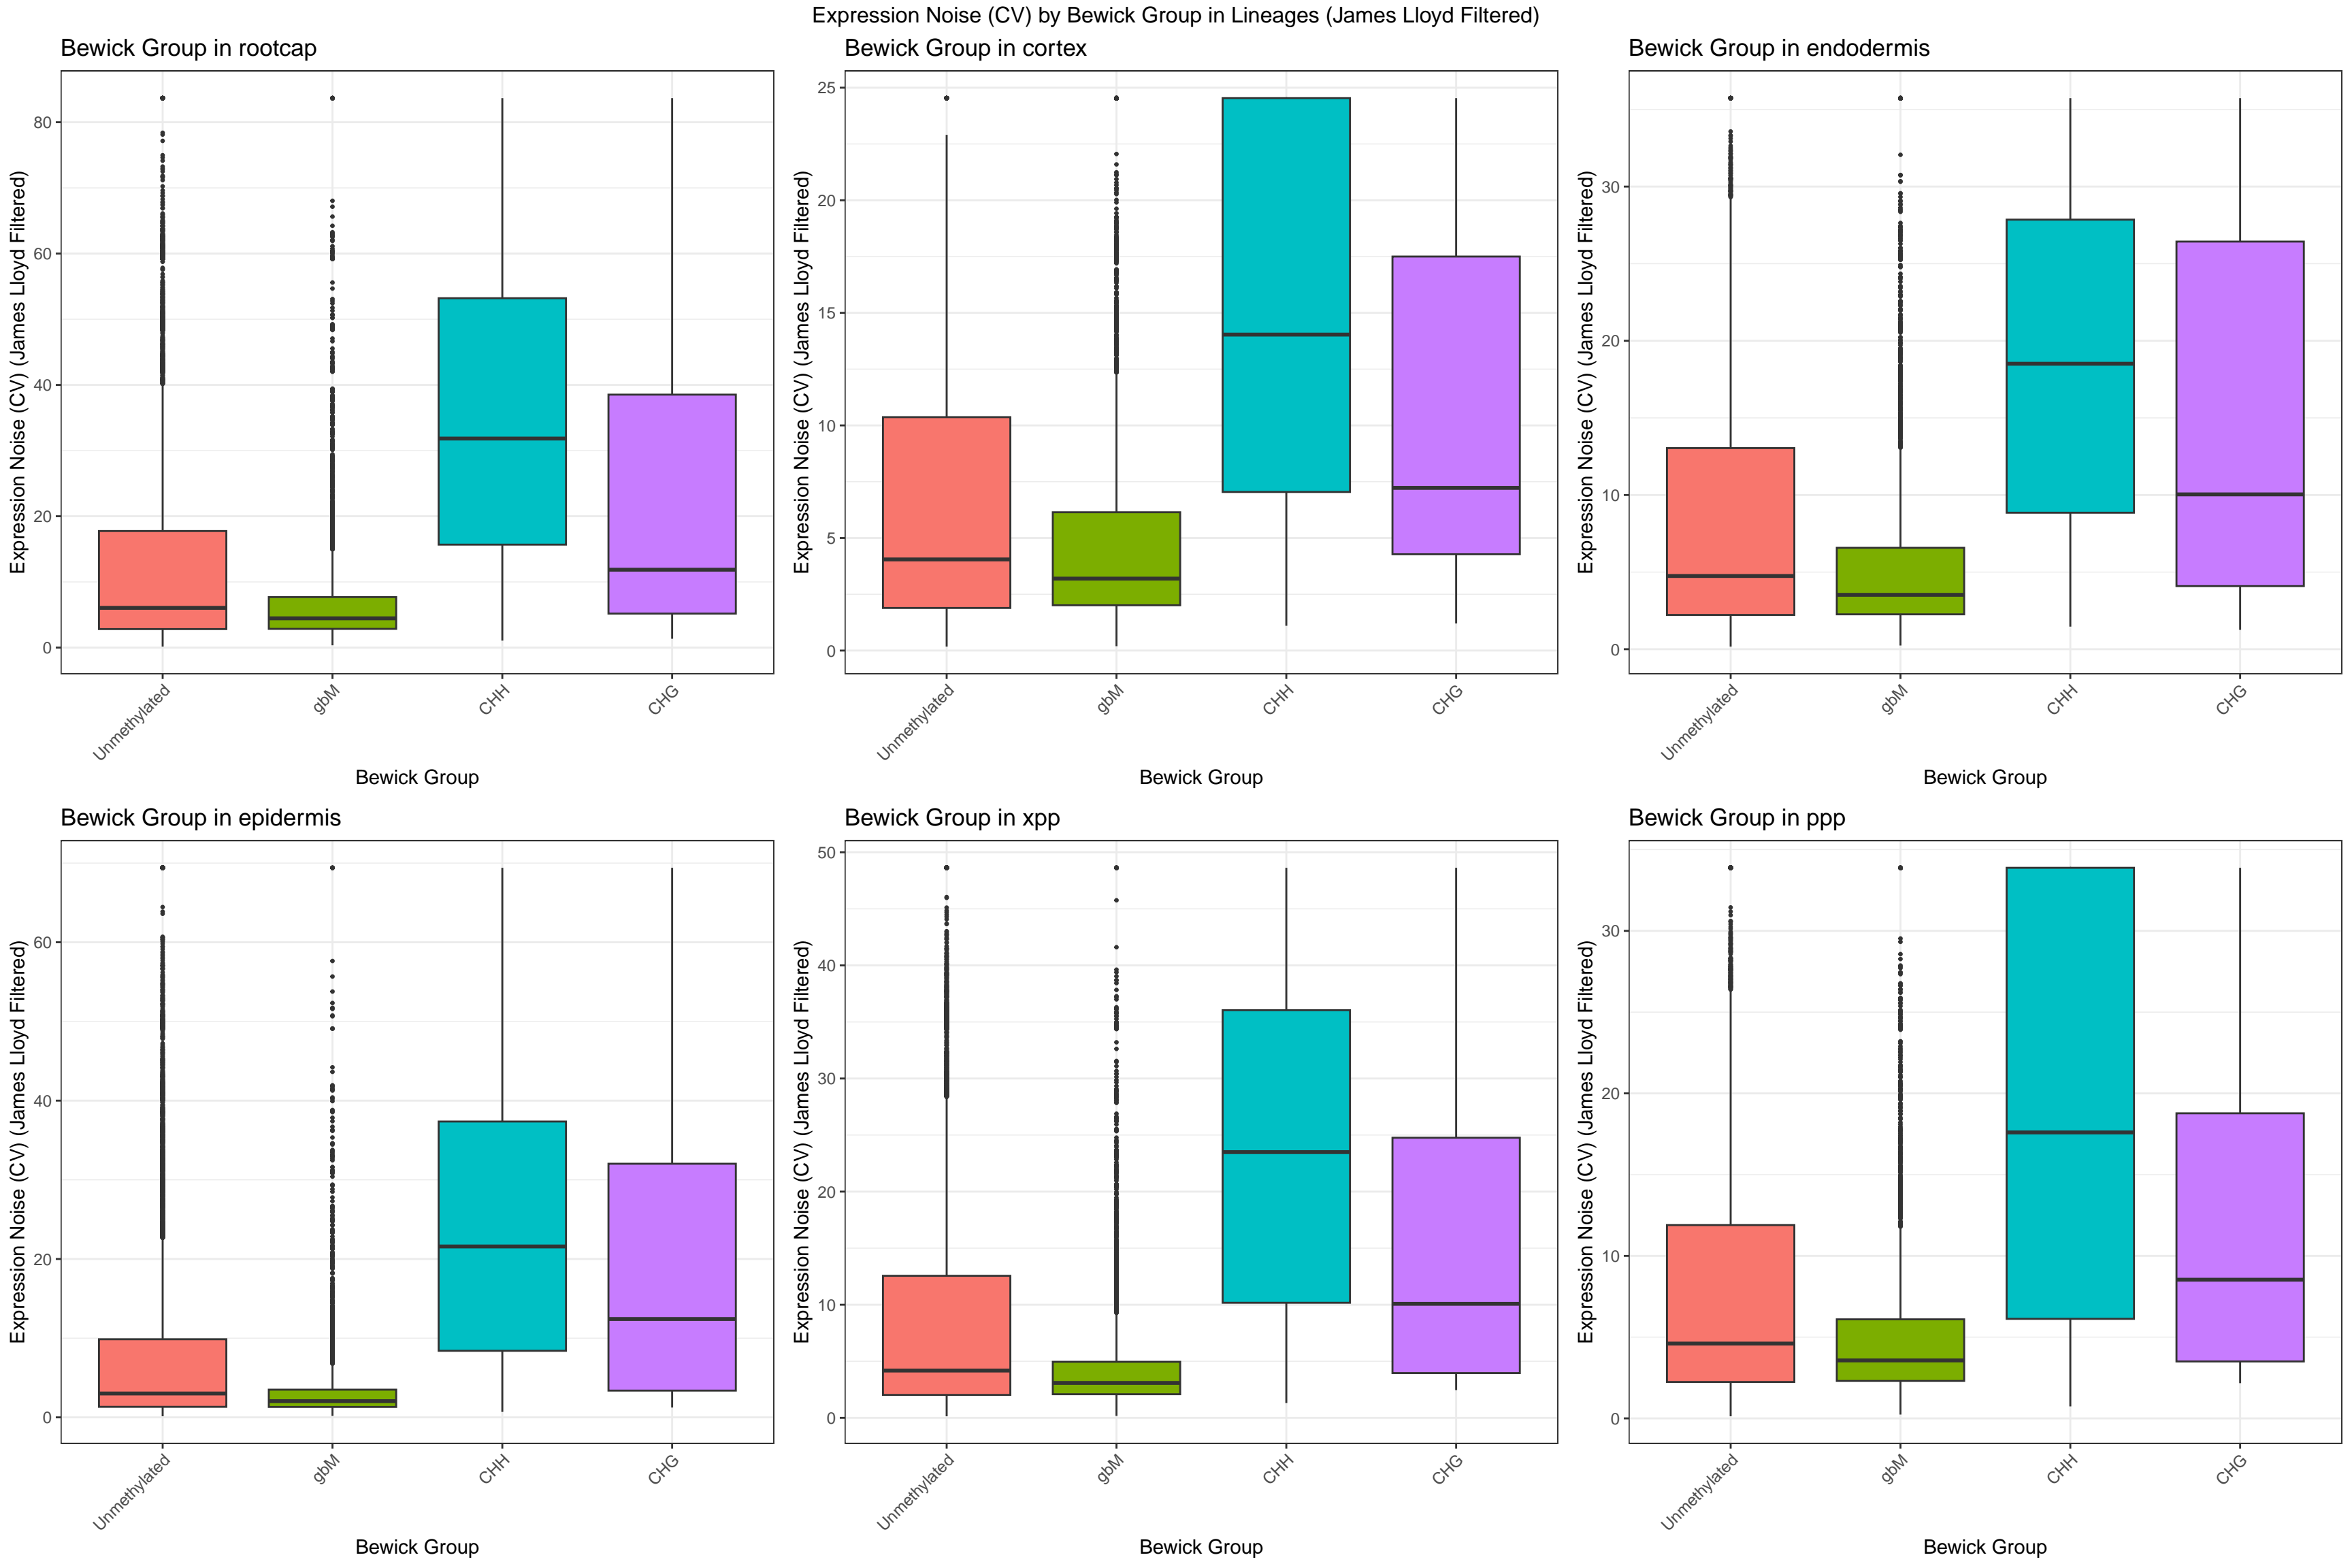 Expression Noise (CV) by Bewick Group in Lineages (James Lloyd Filtered)
Bewick Group in rootcap
Expression Noise (CV) (James Lloyd Filtered)
80
60
40
20
0
Unmethylated
gbM
CHH
CHG
Bewick Group
Bewick Group in cortex
Expression Noise (CV) (James Lloyd Filtered)
25
20
15
10
5
0
Unmethylated
gbM
CHH
CHG
Bewick Group
Bewick Group in endodermis
Expression Noise (CV) (James Lloyd Filtered)
30
20
10
0
Unmethylated
gbM
CHH
CHG
Bewick Group
Bewick Group in epidermis
Expression Noise (CV) (James Lloyd Filtered)
60
40
20
0
Unmethylated
gbM
CHH
CHG
Bewick Group
Bewick Group in xpp
Expression Noise (CV) (James Lloyd Filtered)
50
40
30
20
10
0
Unmethylated
gbM
CHH
CHG
Bewick Group
Bewick Group in ppp
Expression Noise (CV) (James Lloyd Filtered)
30
20
10
0
Unmethylated
gbM
CHH
CHG
Bewick Group